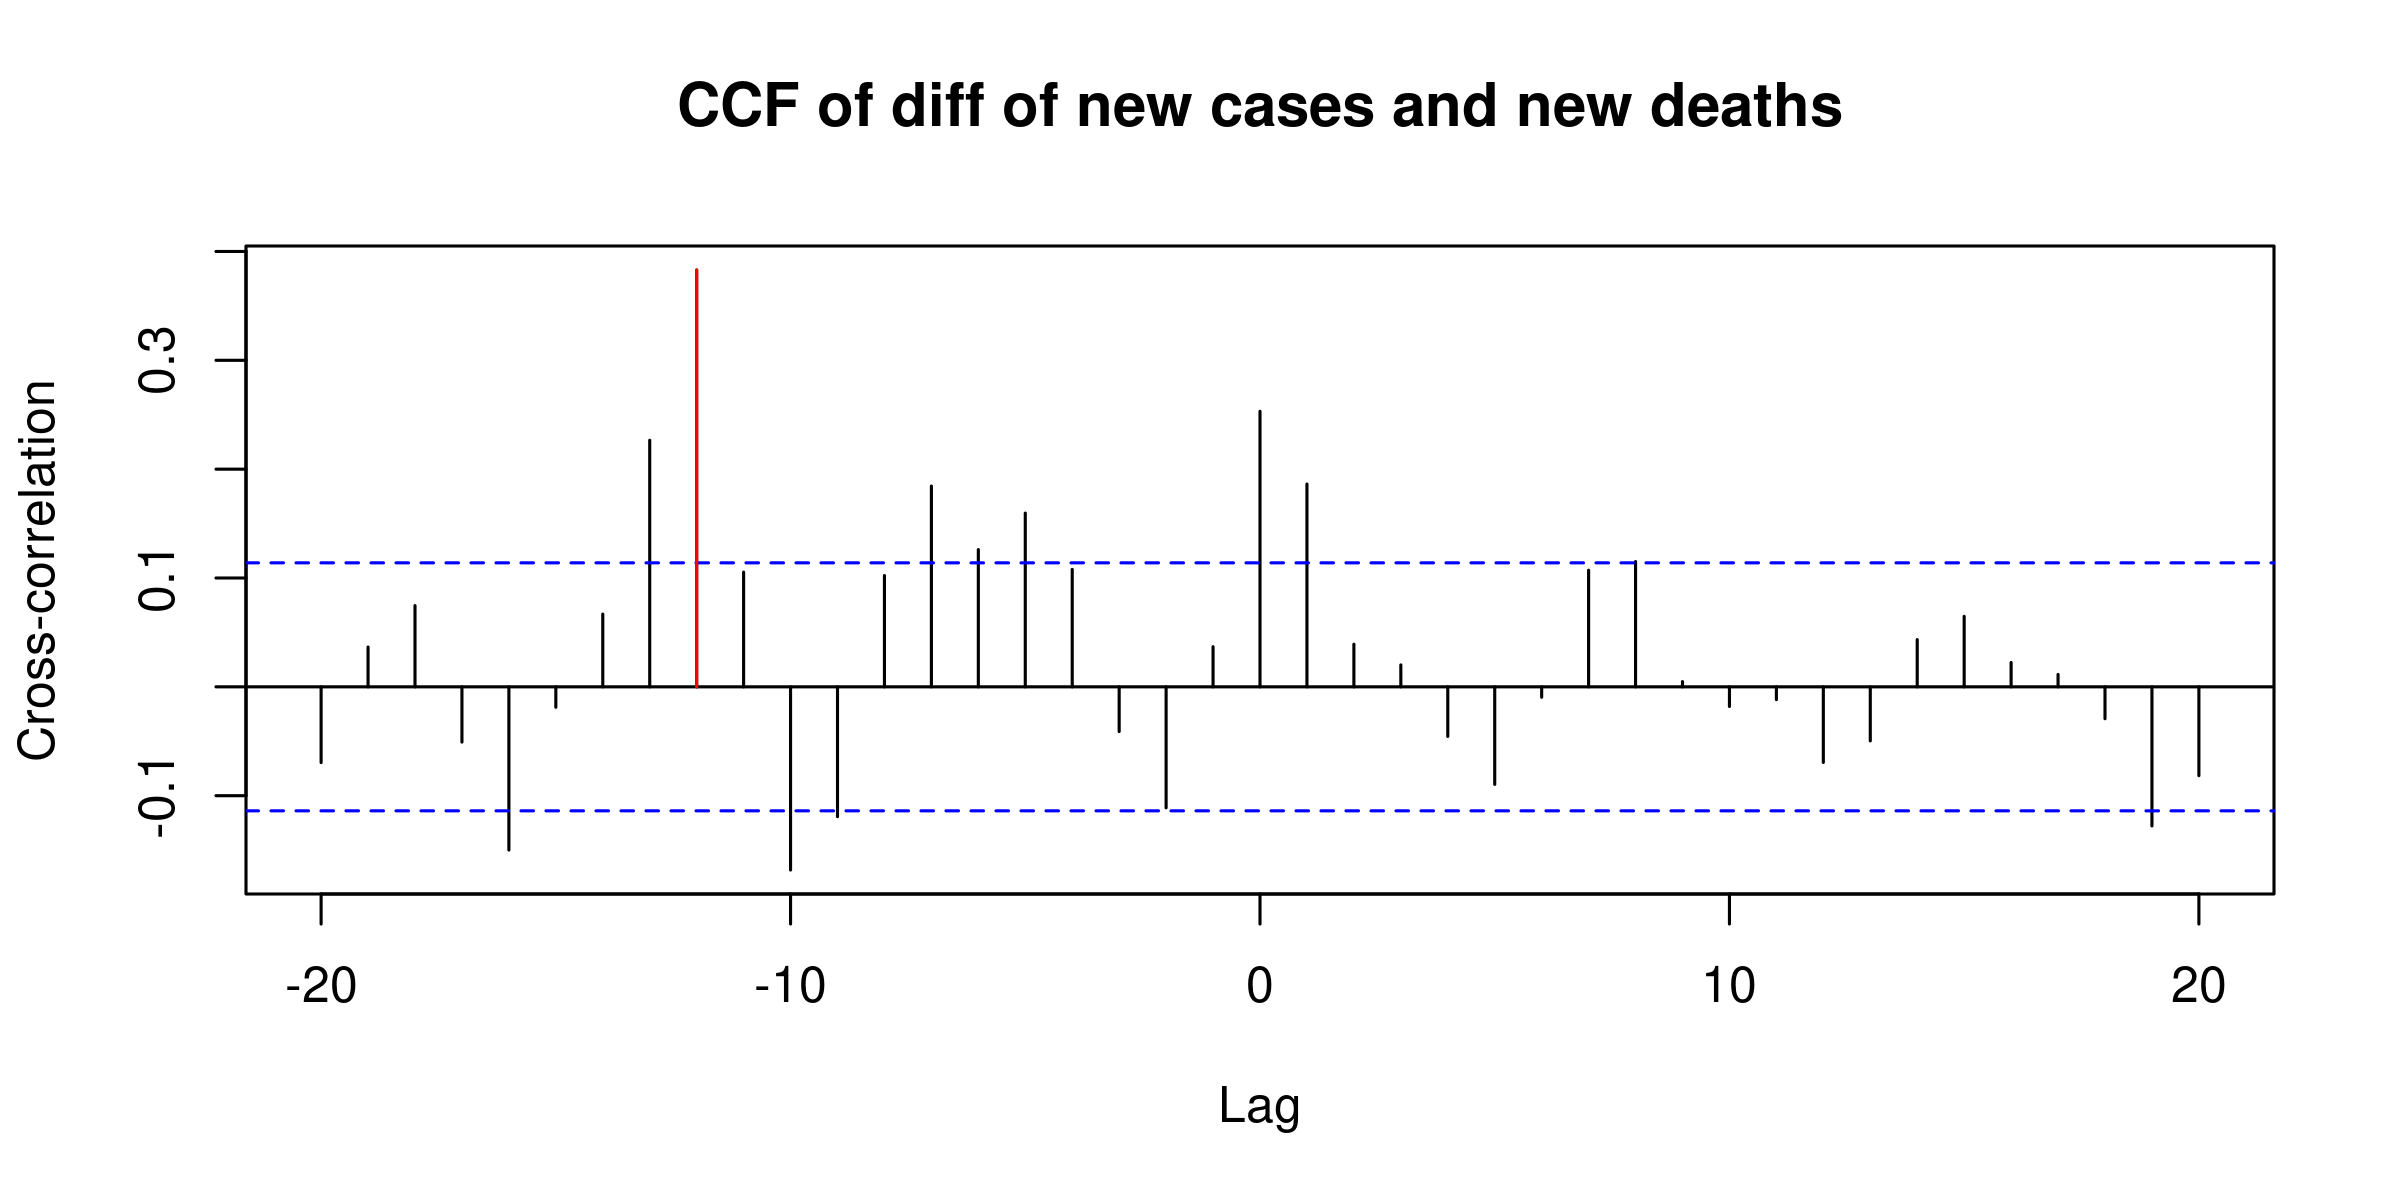 CCF of diff of new cases and new deaths
Cross-correlation
0.3
0.1
-0.1
-20 -10 0 10 20
Lag